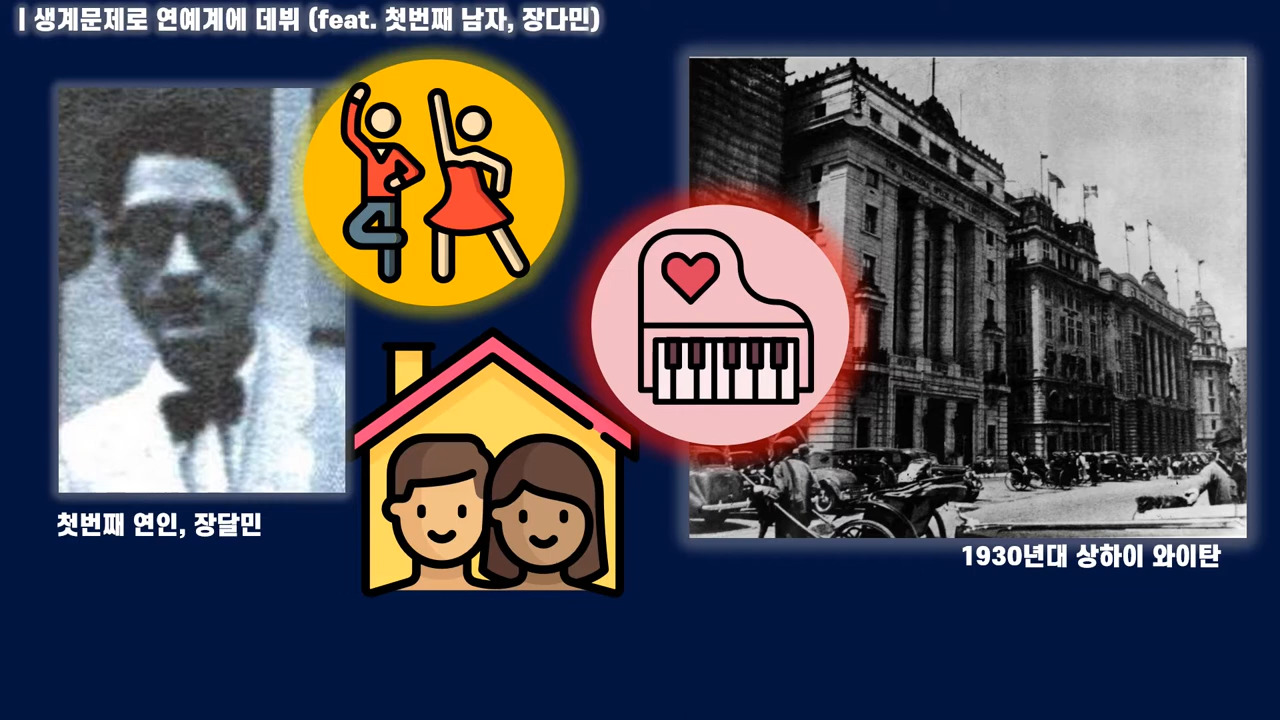 | 생계문제로 연예계에 데뷔 (feat. 첫번째 남자, 장다민)
첫번째 연인, 장달민
1930년대 상하이 와이탄